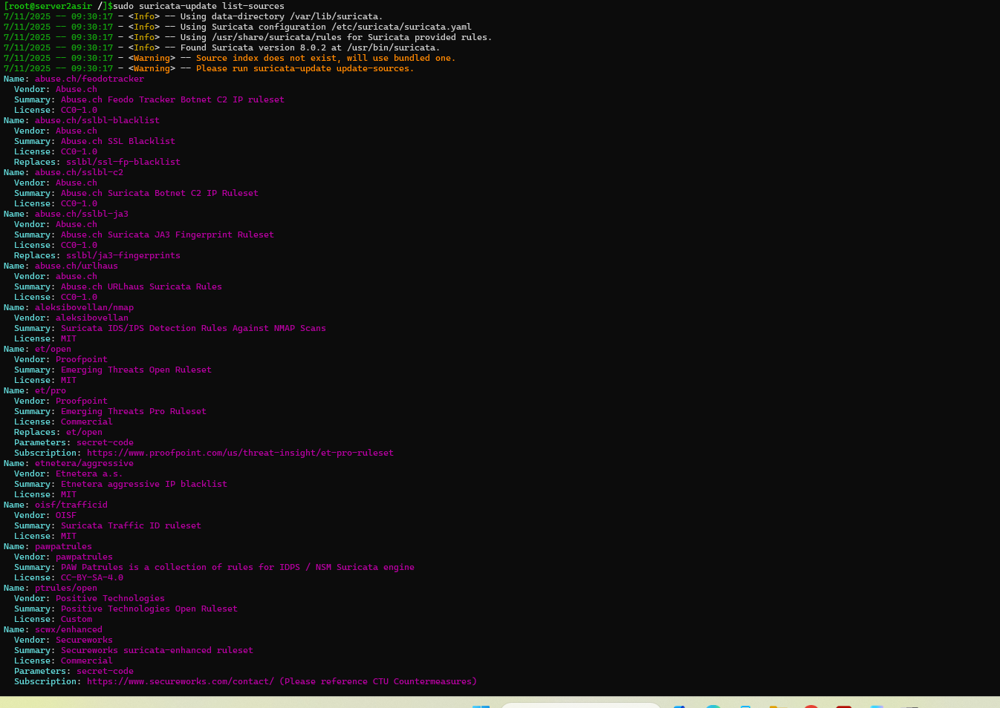 [root@server2asir /]$sudo suricata-update list-sources
7/11/2025 -- 09:30:17 - <Info> -- Using data-directory /var/lib/suricata.
7/11/2025 -- 09:30:17 - <Info> -- Using Suricata configuration /etc/suricata/suricata.yaml
7/11/2025 -- 09:30:17 - <Info> -- Using /usr/share/suricata/rules for Suricata provided rules.
7/11/2025 -- 09:30:17 - <Info> -- Found Suricata version 8.0.2 at /usr/bin/suricata.
7/11/2025 -- 09:30:17 - <Warning> -- Source index does not exist, will use bundled one.
7/11/2025 -- 09:30:17 - <Warning> -- Please run suricata-update update-sources.
Name: abuse.ch/feodotracker
  Vendor: Abuse.ch
  Summary: Abuse.ch Feodo Tracker Botnet C2 IP ruleset
  License: CC0-1.0
Name: abuse.ch/sslbl-blacklist
  Vendor: Abuse.ch
  Summary: Abuse.ch SSL Blacklist
  License: CC0-1.0
  Replaces: sslbl/ssl-fp-blacklist
Name: abuse.ch/sslbl-c2
  Vendor: Abuse.ch
  Summary: Abuse.ch Suricata Botnet C2 IP Ruleset
  License: CC0-1.0
Name: abuse.ch/sslbl-ja3
  Vendor: Abuse.ch
  Summary: Abuse.ch Suricata JA3 Fingerprint Ruleset
  License: CC0-1.0
  Replaces: sslbl/ja3-fingerprints
Name: abuse.ch/urlhaus
  Vendor: abuse.ch
  Summary: Abuse.ch URLhaus Suricata Rules
  License: CC0-1.0
Name: aleksibovellan/nmap
  Vendor: aleksibovellan
  Summary: Suricata IDS/IPS Detection Rules Against NMAP Scans
  License: MIT
Name: et/open
  Vendor: Proofpoint
  Summary: Emerging Threats Open Ruleset
  License: MIT
Name: et/pro
  Vendor: Proofpoint
  Summary: Emerging Threats Pro Ruleset
  License: Commercial
  Replaces: et/open
  Parameters: secret-code
  Subscription: https://www.proofpoint.com/us/threat-insight/et-pro-ruleset
Name: etnetera/aggressive
  Vendor: Etnetera a.s.
  Summary: Etnetera aggressive IP blacklist
  License: MIT
Name: oisf/trafficid
  Vendor: OISF
  Summary: Suricata Traffic ID ruleset
  License: MIT
Name: pawpatrules
  Vendor: pawpatrules
  Summary: PAW Patrules is a collection of rules for IDPS / NSM Suricata engine
  License: CC-BY-SA-4.0
Name: ptrules/open
  Vendor: Positive Technologies
  Summary: Positive Technologies Open Ruleset
  License: Custom
Name: scwx/enhanced
  Vendor: Secureworks
  Summary: Secureworks suricata-enhanced ruleset
  License: Commercial
  Parameters: secret-code
  Subscription: https://www.secureworks.com/contact/ (Please reference CTU Countermeasures)